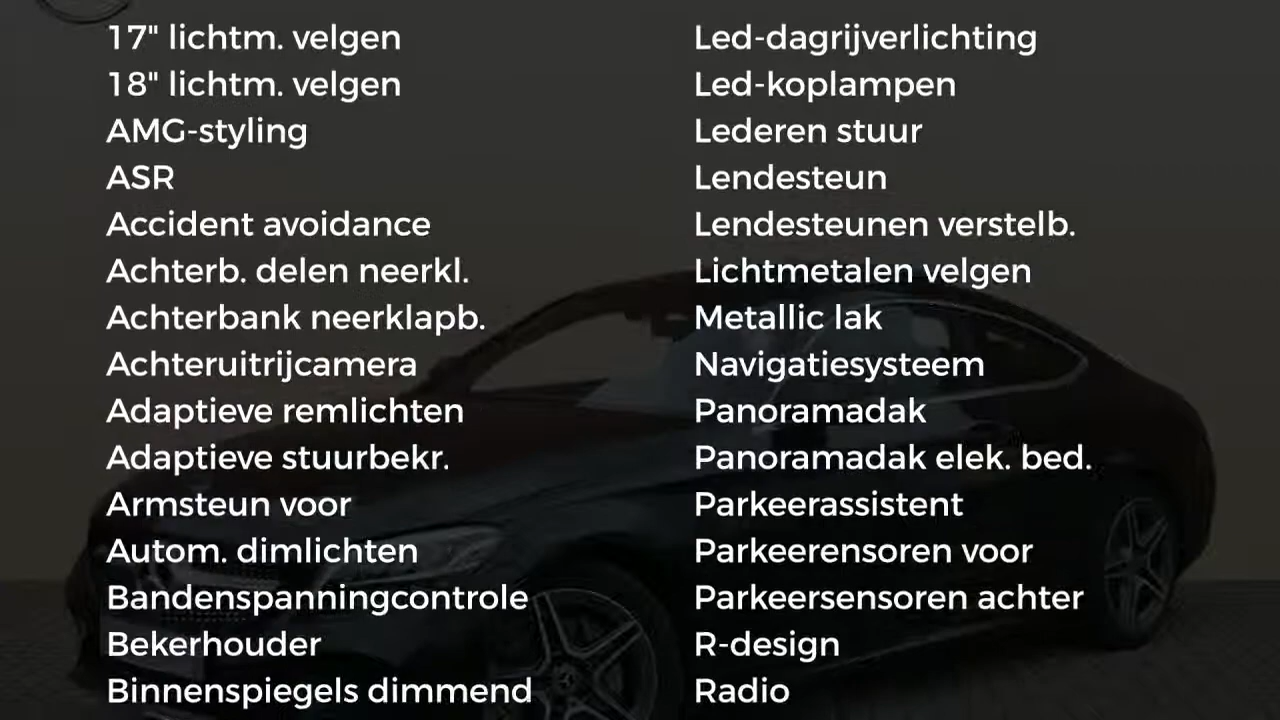 17" lichtm. velgen
18" lichtm. velgen
AMG-styling
ASR
Accident avoidance
Achterb. delen neerkl.
Achterbank neerklapb.
Achteruitrijcamera
Adaptieve remlichten
Adaptieve stuurbekr.
Armsteun voor
Autom. dimlichten
Bandenspanningcontrole
Bekerhouder
Binnenspiegels dimmend
Led-dagrijverlichting
Led-koplampen
Lederen stuur
Lendesteun
Lendesteunen verstelb.
Lichtmetalen velgen
Metallic lak
Navigatiesysteem
Panoramadak
Panoramadak elek. bed.
Parkeerassistent
Parkeerensoren voor
Parkeersensoren achter
R-design
Radio